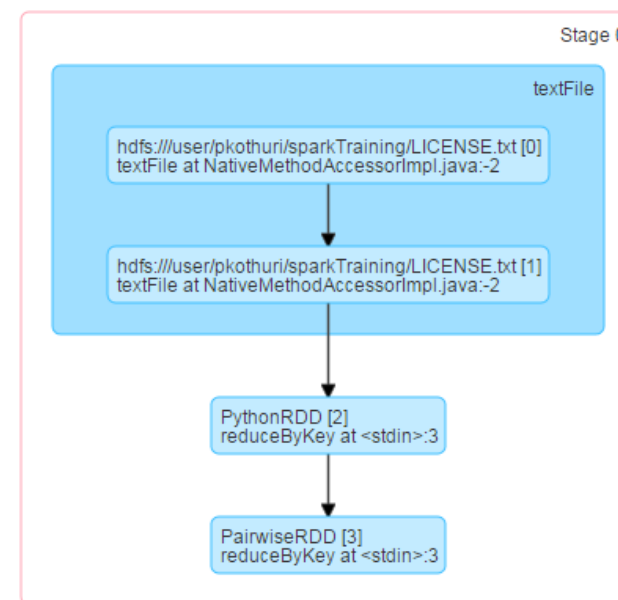 Stage
textFile
hdfs:///user/pkothuri/sparkTraining/LICENSE.txt [0]
textFile at NativeMethodAccessorImpl.java:-2
hdfs:///user/pkothuri/sparkTraining/LICENSE.txt [1]
textFile at NativeMethodAccessorImpl.java:-2
PythonRDD [2]
reduceByKey at <stdin>:3
PairwiseRDD [3]
reduceByKey at <stdin>:3